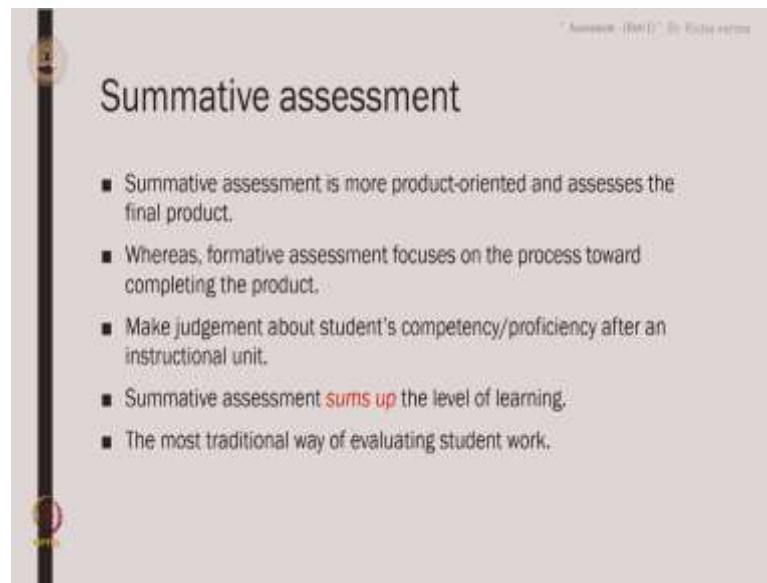 Summative assessment
■ Summative assessment is more product-oriented and assesses the
final product.
■ Whereas, formative assessment focuses on the process toward
completing the product.
■ Make judgement about student's competency/proficiency after an
instructional unit.
■ Summative assessment sums up the level of learning.
■ The most traditional way of evaluating student work.